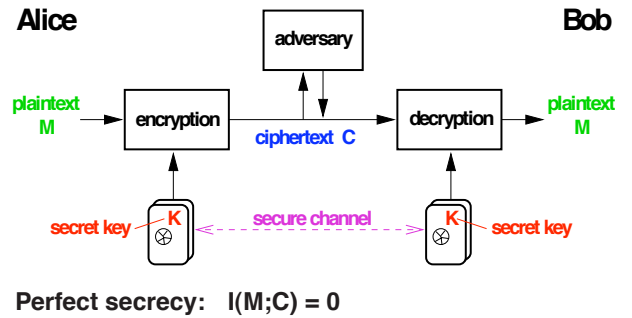 Alice
Bob
adversary
plaintext
M
encryption
ciphertext C
decryption
plaintext
M
secret key
K
secure channel
K
secret key
Perfect secrecy: I(M;C) = 0